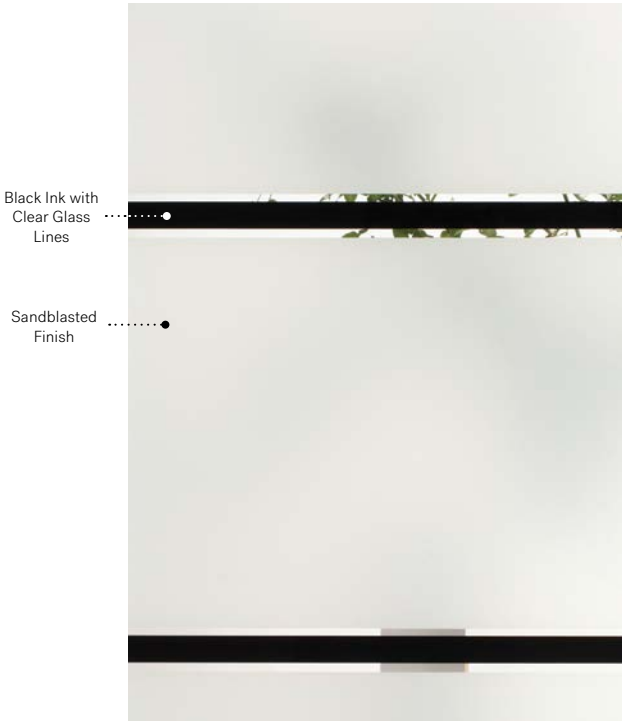 Black Ink with
Clear Glass
Lines
Sandblasted
Finish